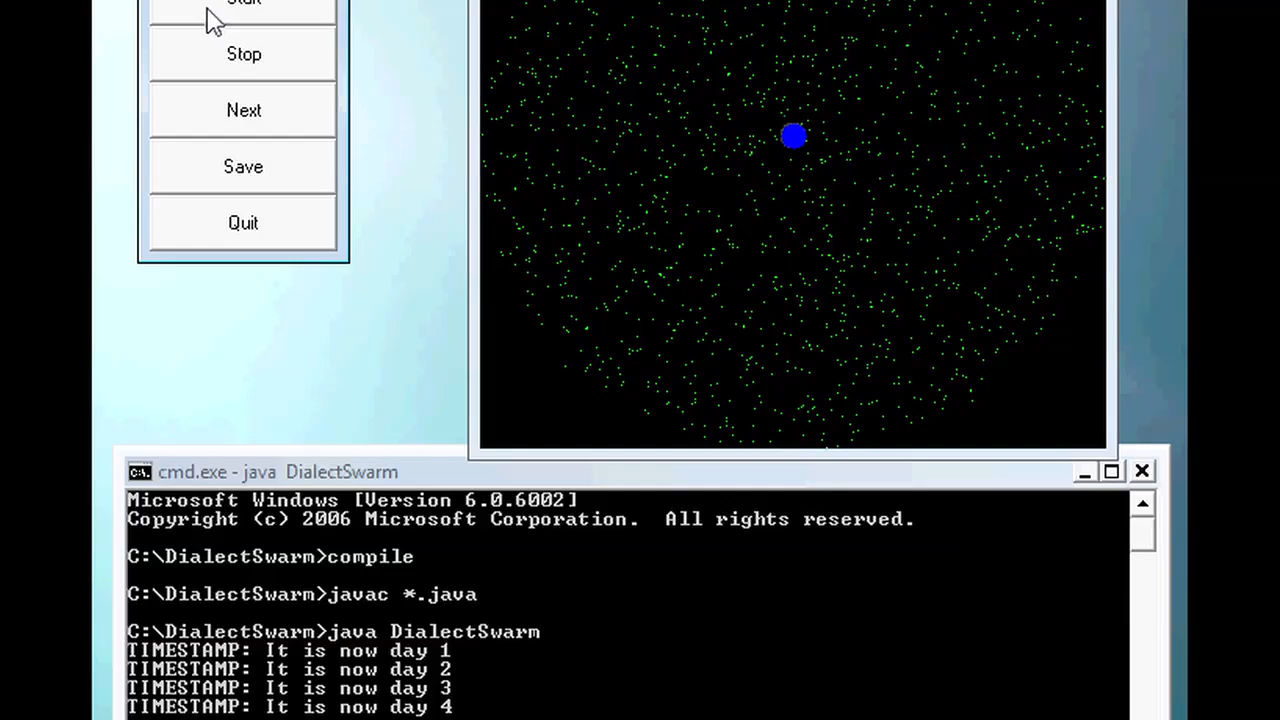 Start
Stop
Next
Save
Quit
cmd.exe - java DialectSwarm
Microsoft Windows [Version 6.0.6002]
Copyright (c) 2006 Microsoft Corporation. All rights reserved.
C:\DialectSwarm>compile
C:\DialectSwarm>javac *.java
C:\DialectSwarm>java DialectSwarm
TIMESTAMP: It is now day 1
TIMESTAMP: It is now day 2
TIMESTAMP: It is now day 3
TIMESTAMP: It is now day 4